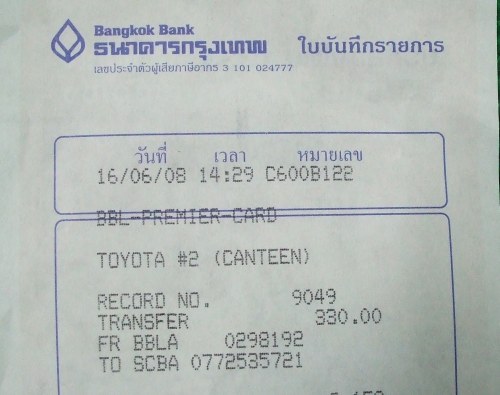 Bangkok Bank
ธนาคารกรุงเทพ ใบบันทึกรายการ
เลขประจำตัวผู้เสียภาษีอากร 3 101 024777
วันที่ เวลา หมายเลข
16/06/08 14:29 C600B122
BBL-PREMIER-CARD
TOYOTA #2 (CANTEEN)
RECORD NO. 9049
TRANSFER 330.00
FR BBLA 0298192
TO SCBA 0772535721